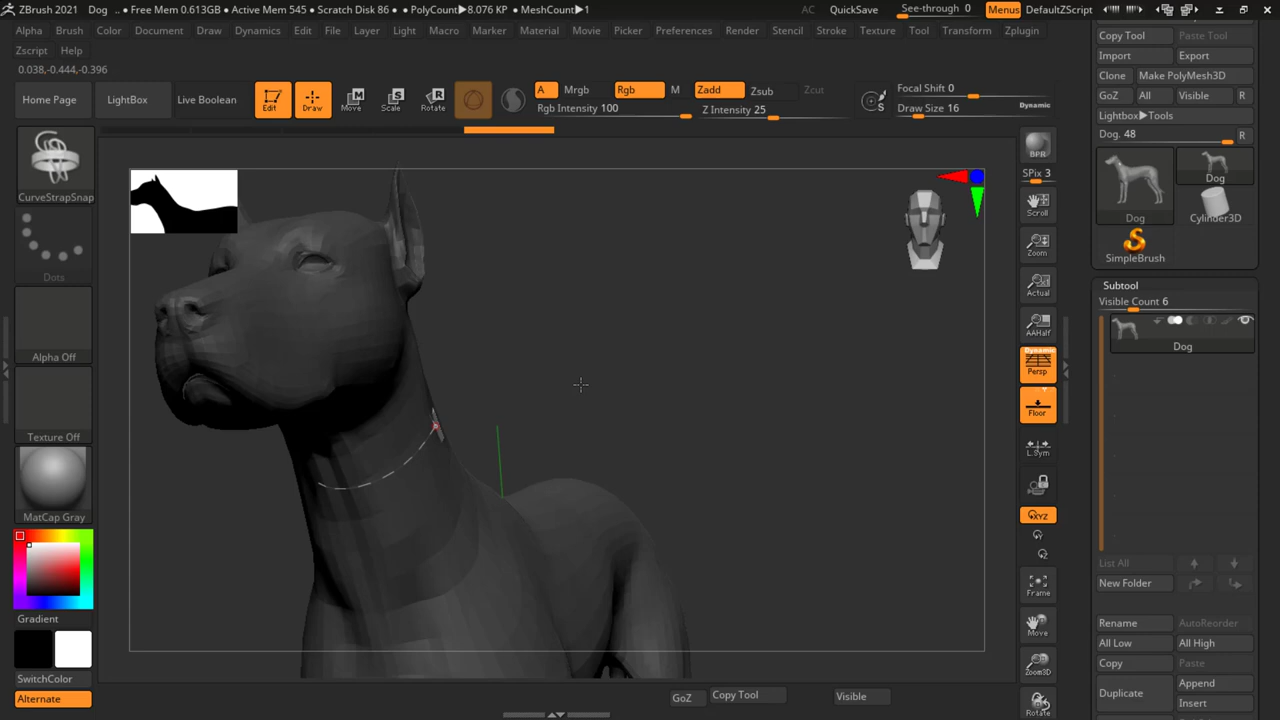 ZBrush 2021 Dog .. • Free Mem 0.613GB • Active Mem 545 • Scratch Disk 86 • PolyCount▶8.076 KP • MeshCount▶1 AC QuickSave See-through 0 Menus DefaultZScript
Alpha Brush Color Document Draw Dynamics Edit File Layer Light Macro Marker Material Movie Picker Preferences Render Stencil Stroke Texture Tool Transform Zplugin
Zscript Help
0.038,-0.444,-0.396
Home Page LightBox Live Boolean Edit Draw Move Scale Rotate
A Mrgb Rgb M Zadd Zsub Zcut
Rgb Intensity 100 Z Intensity 25
Focal Shift 0
Draw Size 16 Dynamic
S
CurveStrapSnap
Dots
Alpha Off
Texture Off
MatCap Gray
Gradient
SwitchColor
Alternate
BPR
SPix 3
Scroll
Zoom
Actual
AAHalf
Dynamic
Persp
Floor
L.Sym
XYZ
Y
Z
Frame
Move
Zoom3D
Rotate
Copy Tool Paste Tool
Import Export
Clone Make PolyMesh3D
GoZ All Visible R
Lightbox▶Tools
Dog. 48 R
Dog
Dog
Cylinder3D
SimpleBrush
Subtool
Visible Count 6
Dog
List All
New Folder
Rename AutoReorder
All Low All High
Copy Paste
Duplicate Append
Insert
GoZ Copy Tool Visible